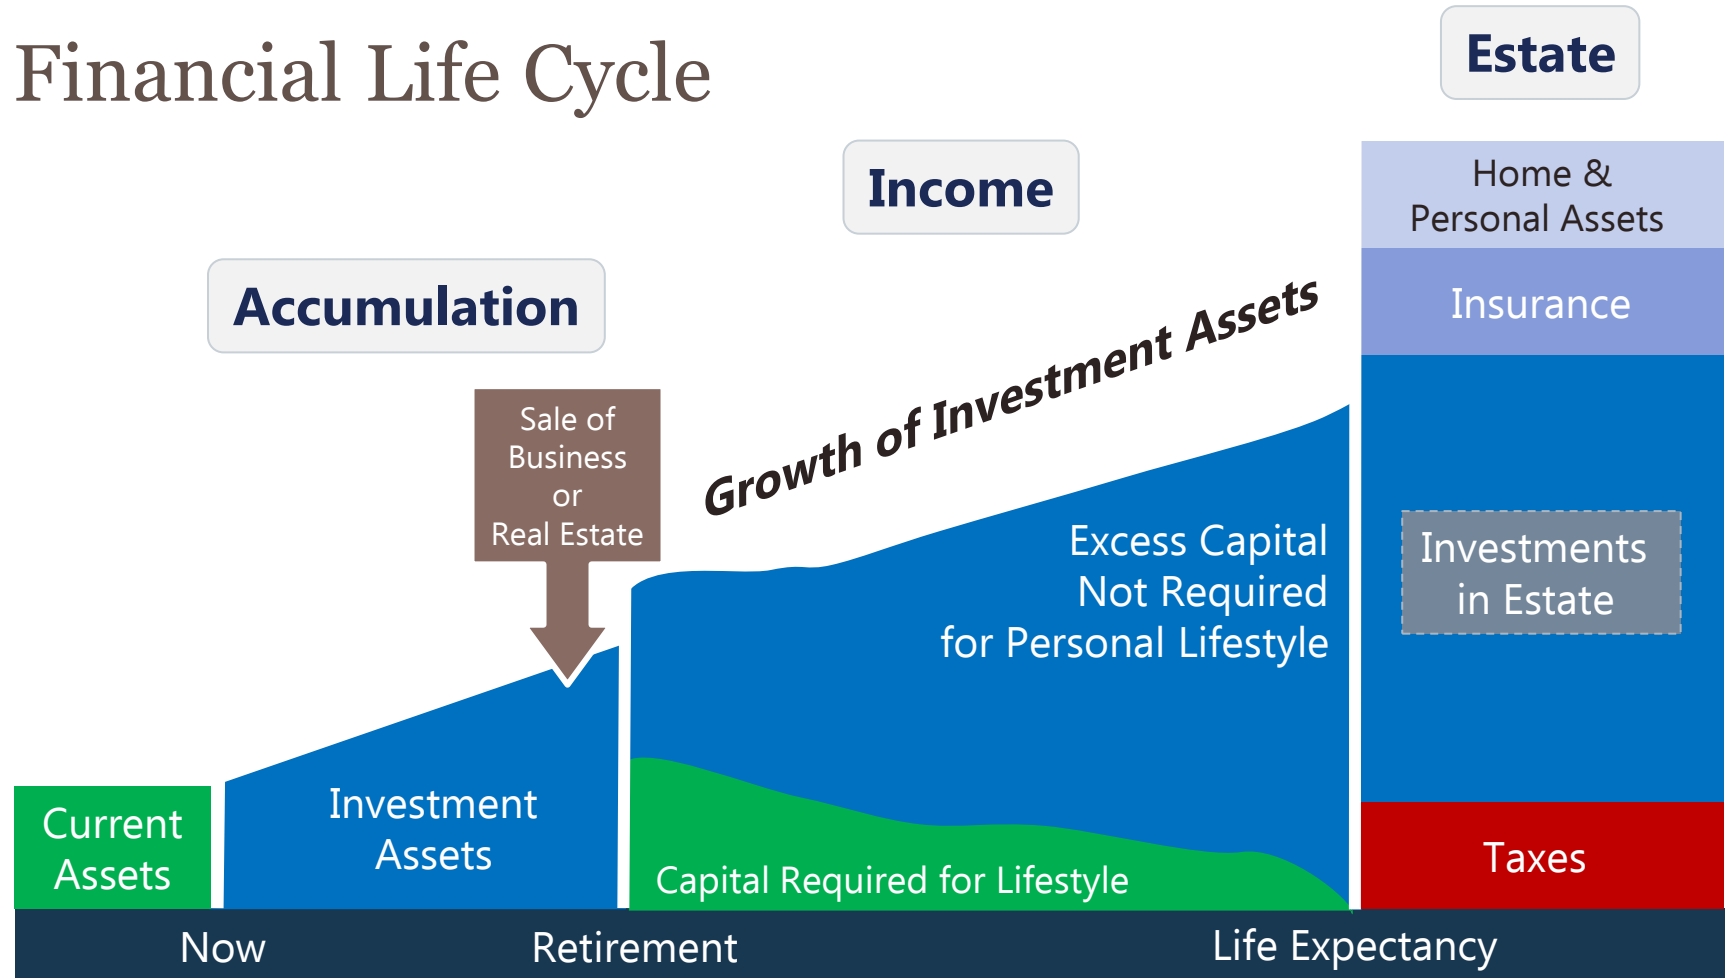 Financial Life Cycle
Estate
Income
Accumulation
Home &
Personal Assets
Insurance
Growth of Investment Assets
Sale of
Business
or
Real Estate
Excess Capital
Not Required
for Personal Lifestyle
Investments
in Estate
Current
Assets
Investment
Assets
Capital Required for Lifestyle
Taxes
Now
Retirement
Life Expectancy